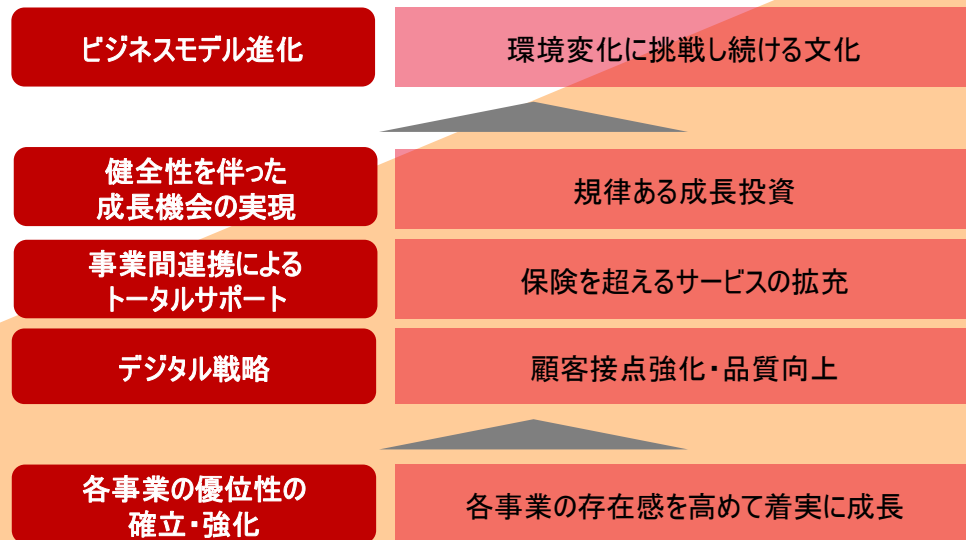 ビジネスモデル進化
環境変化に挑戦し続ける文化
健全性を伴った
成長機会の実現
規律ある成長投資
事業間連携による
トータルサポート
保険を超えるサービスの拡充
デジタル戦略
顧客接点強化・品質向上
各事業の優位性の
確立・強化
各事業の存在感を高めて着実に成長